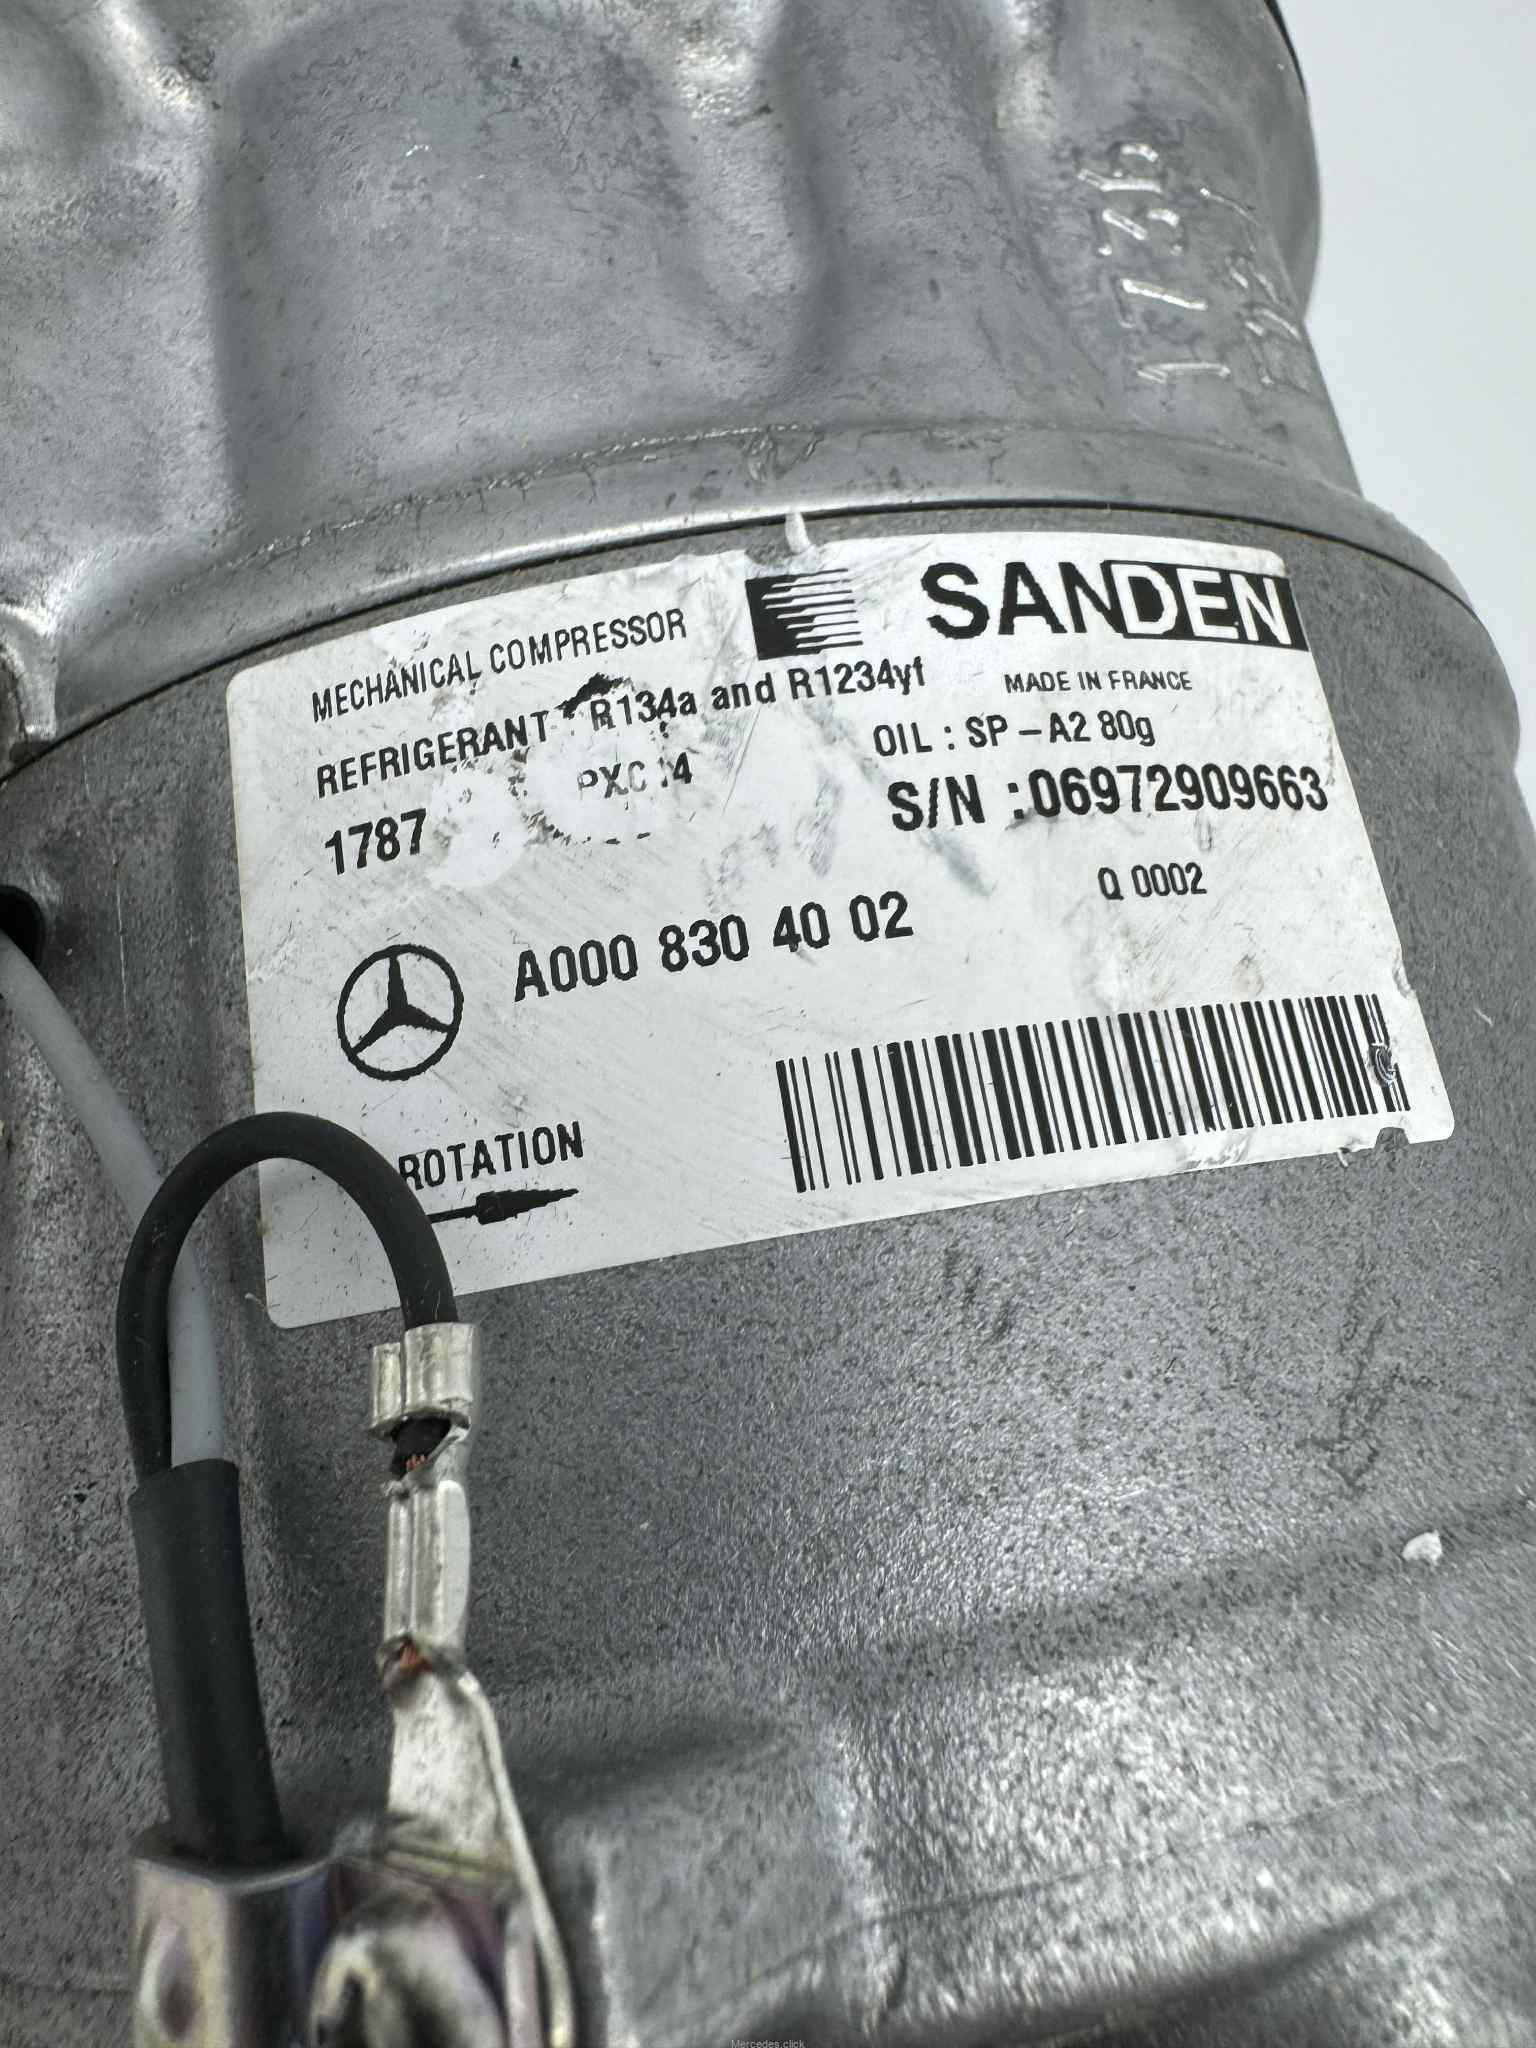 1736
SANDEN
MECHANICAL COMPRESSOR
MADE IN FRANCE
REFRIGERANT R134a and R1234yf
OIL : SP - A2 80g
1787
S/N :06972909663
Q 0002
A000 830 40 02
ROTATION
Mercedes.click